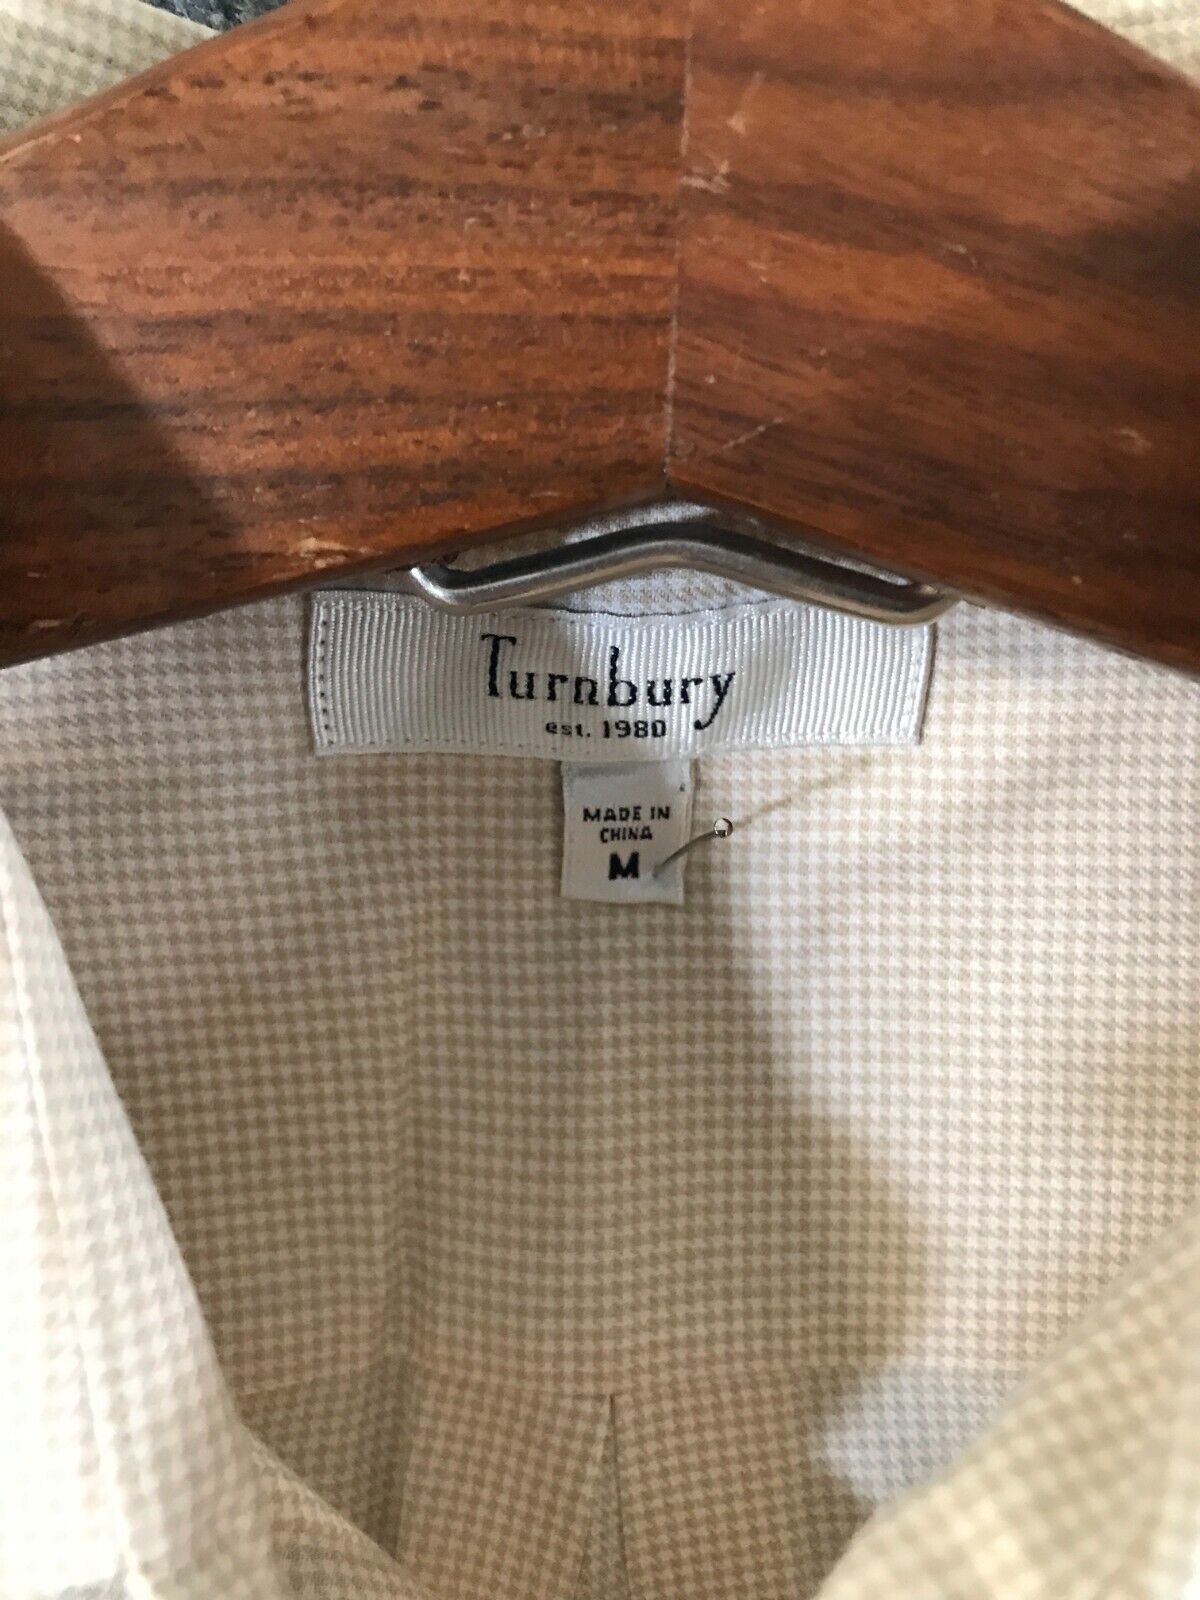 Turnbury
est. 1980
MADE IN
CHINA
M